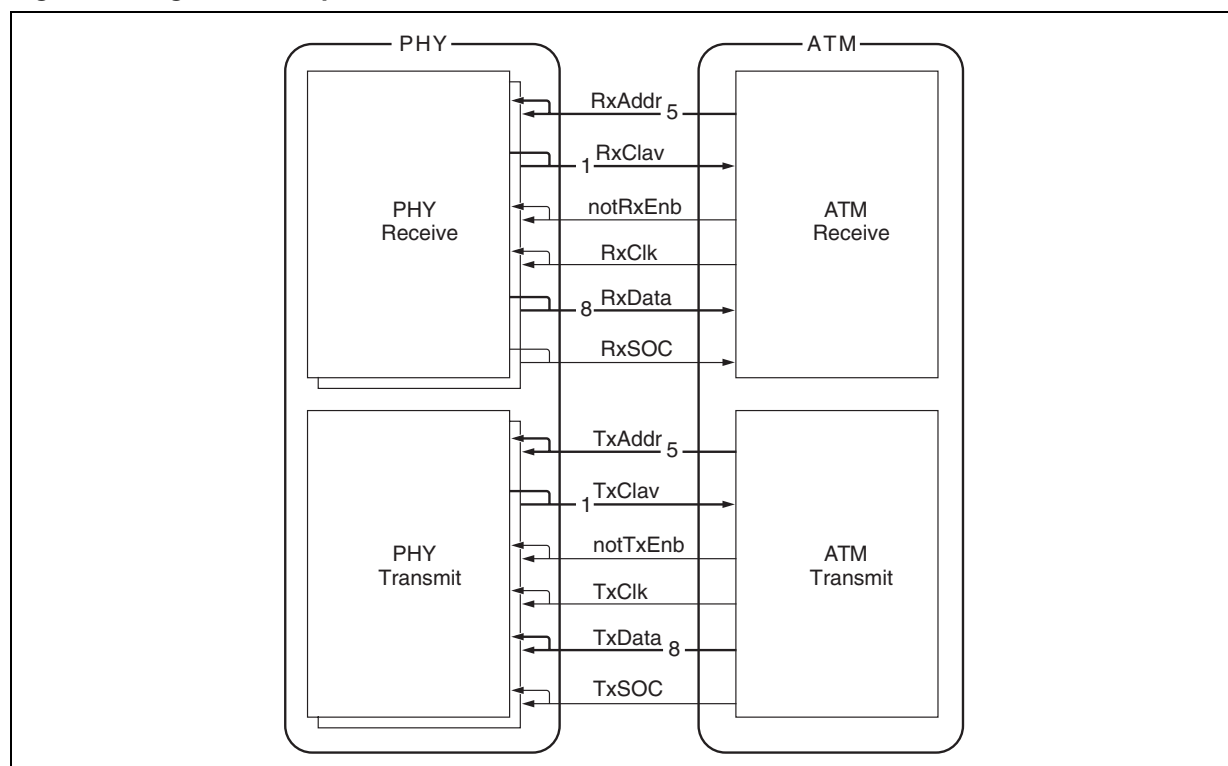 PHY
ATM
RxAddr
5
RxClav
1
notRxEnb
RxClk
RxData
8
RxSOC
PHY
Receive
ATM
Receive
TxAddr
5
TxClav
1
notTxEnb
TxClk
TxData
8
TxSOC
PHY
Transmit
ATM
Transmit